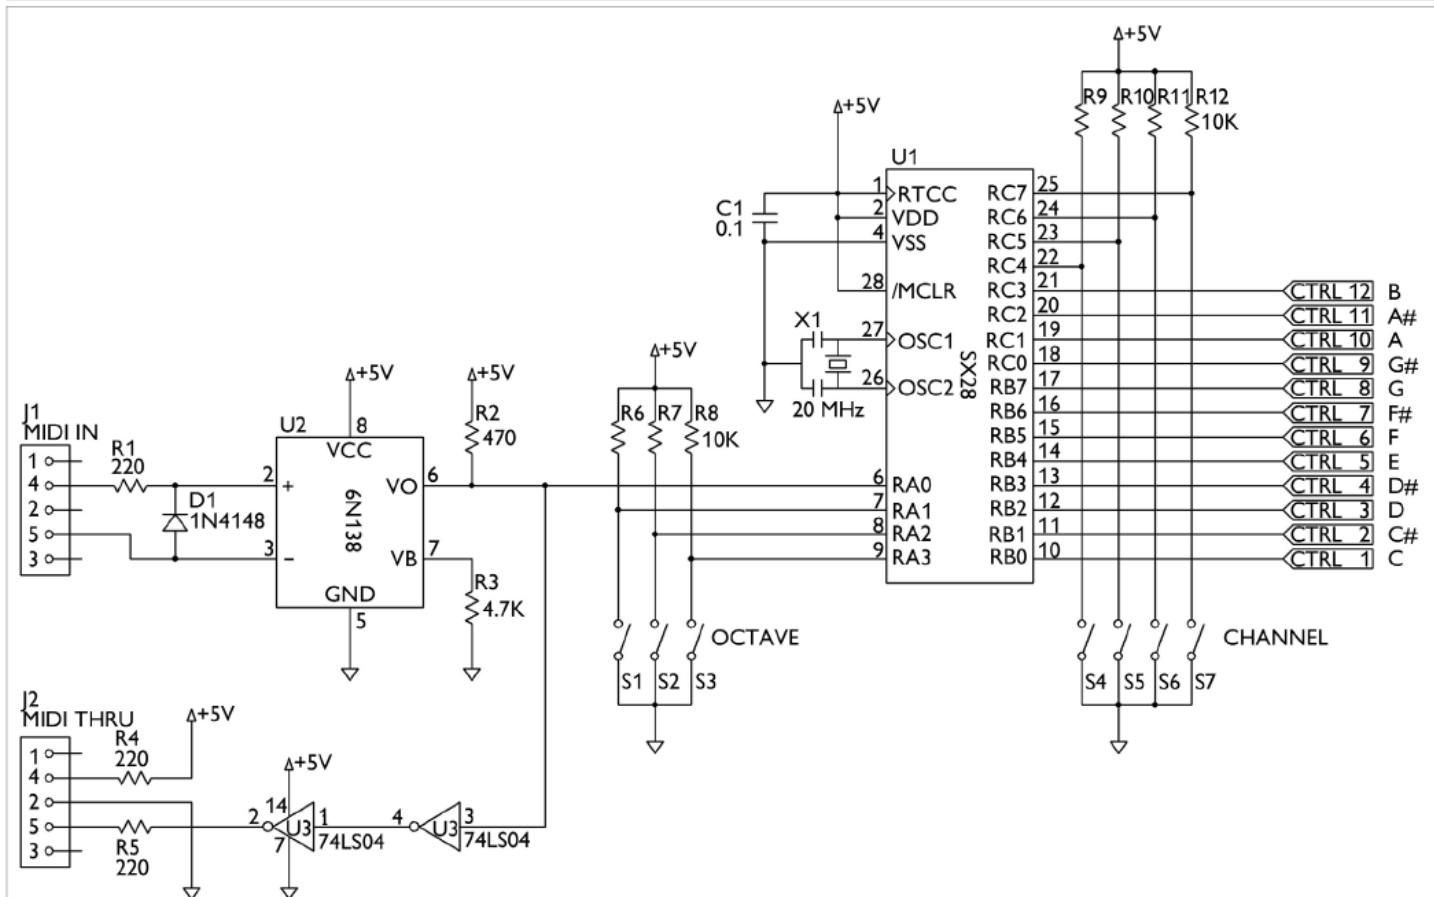 +5V
R9 R10 R11 R12
10K
+5V
U1
C1
0.1
1 RTCC
2 VDD
4 VSS
28 /MCLR
27 OSC1
26 OSC2
6 RA0
7 RA1
8 RA2
9 RA3
SX28
RC7 25
RC6 24
RC5 23
RC4 22
RC3 21 CTRL 12 B
RC2 20 CTRL 11 A#
RC1 19 CTRL 10 A
RC0 18 CTRL 9 G#
RB7 17 CTRL 8 G
RB6 16 CTRL 7 F#
RB5 15 CTRL 6 F
RB4 14 CTRL 5 E
RB3 13 CTRL 4 D#
RB2 12 CTRL 3 D
RB1 11 CTRL 2 C#
RB0 10 CTRL 1 C
X1
20 MHz
+5V
R6 R7 R8
10K
OCTAVE
S1 S2 S3
CHANNEL
S4 S5 S6 S7
J1
MIDI IN
1
4
2
5
3
R1
220
D1
1N4148
+5V
U2
8
VCC
2 +
3 -
6N138
VO 6
VB 7
GND
5
+5V
R2
470
R3
4.7K
J2
MIDI THRU
1
4
2
5
3
+5V
R4
220
R5
220
+5V
2 14 U3 1
7 74LS04
4 U3 3
74LS04